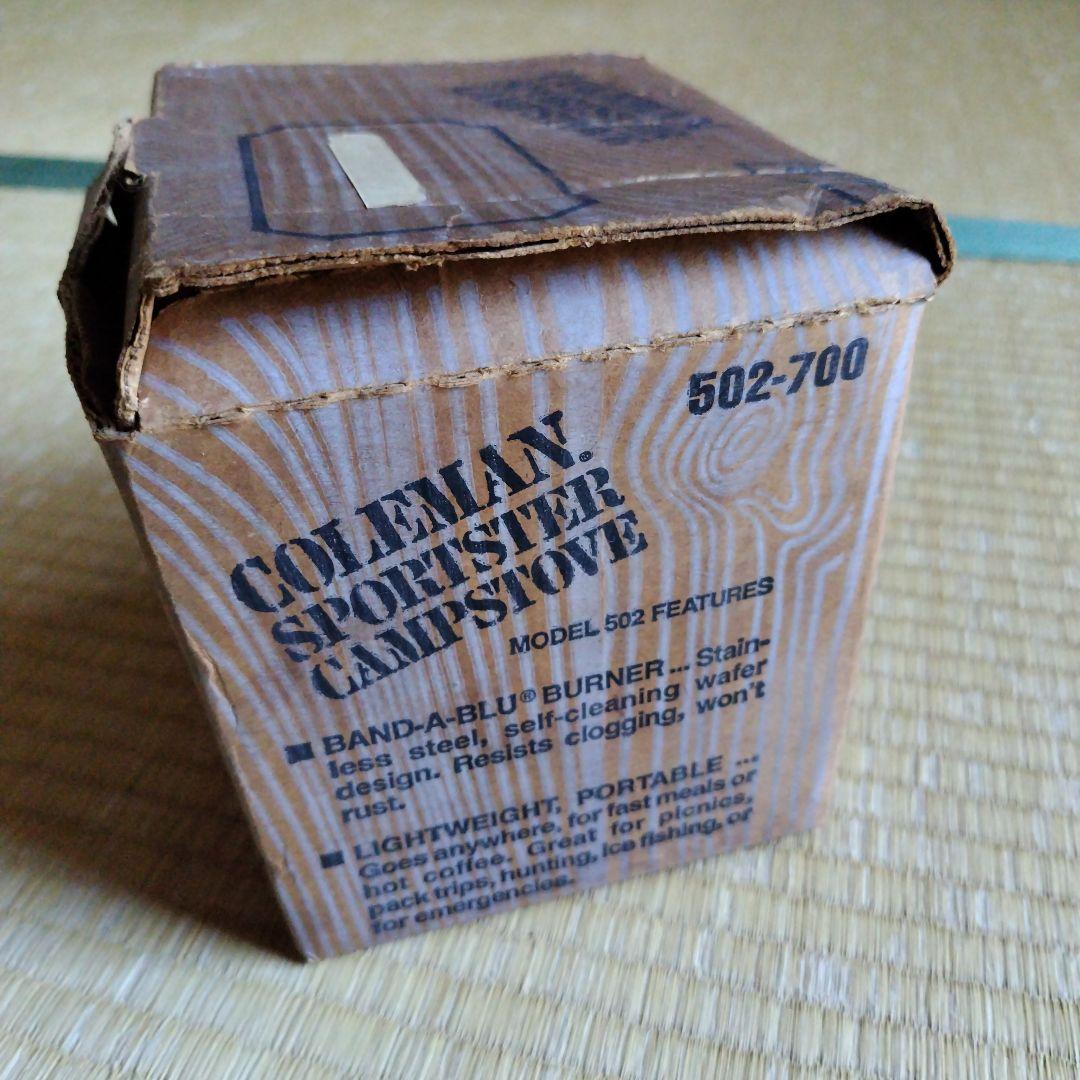 502-700
COLEMAN®
SPORTSTER
CAMPSTOVE
MODEL 502 FEATURES
■ BAND-A-BLU® BURNER ... Stain-
less steel, self-cleaning wafer
design. Resists clogging, won't
rust.
■ LIGHTWEIGHT, PORTABLE ...
Goes anywhere, for fast meals or
hot coffee. Great for picnics,
pack trips, hunting, ice fishing, or
for emergencies.